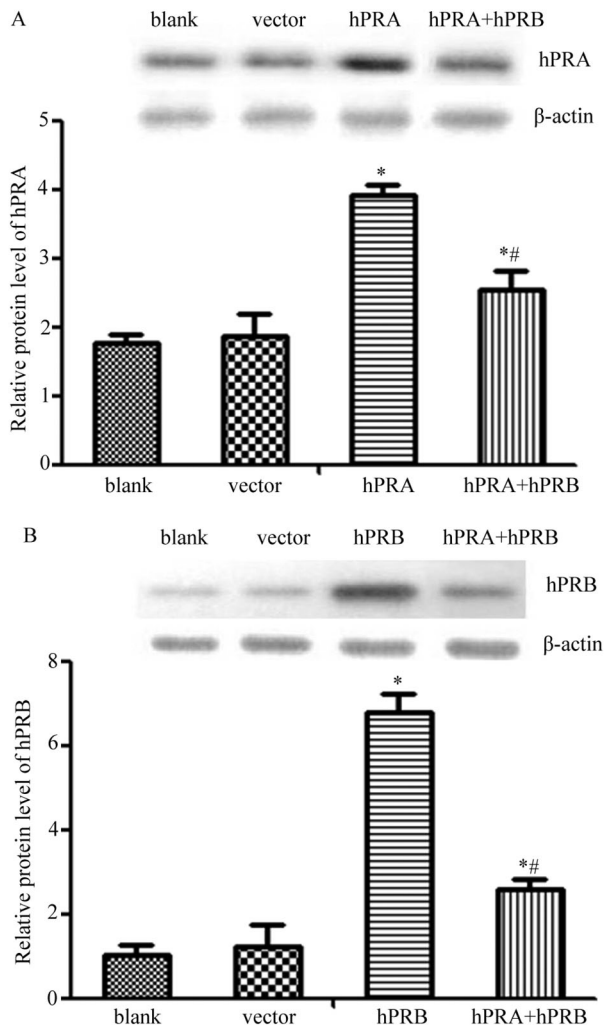 A
blank vector hPRA hPRA+hPRB
hPRA
β-actin
Relative protein level of hPRA
5
4
3
2
1
0
*
*#
blank vector hPRA hPRA+hPRB
B
blank vector hPRB hPRA+hPRB
hPRB
β-actin
Relative protein level of hPRB
8
6
4
2
0
*
*#
blank vector hPRB hPRA+hPRB